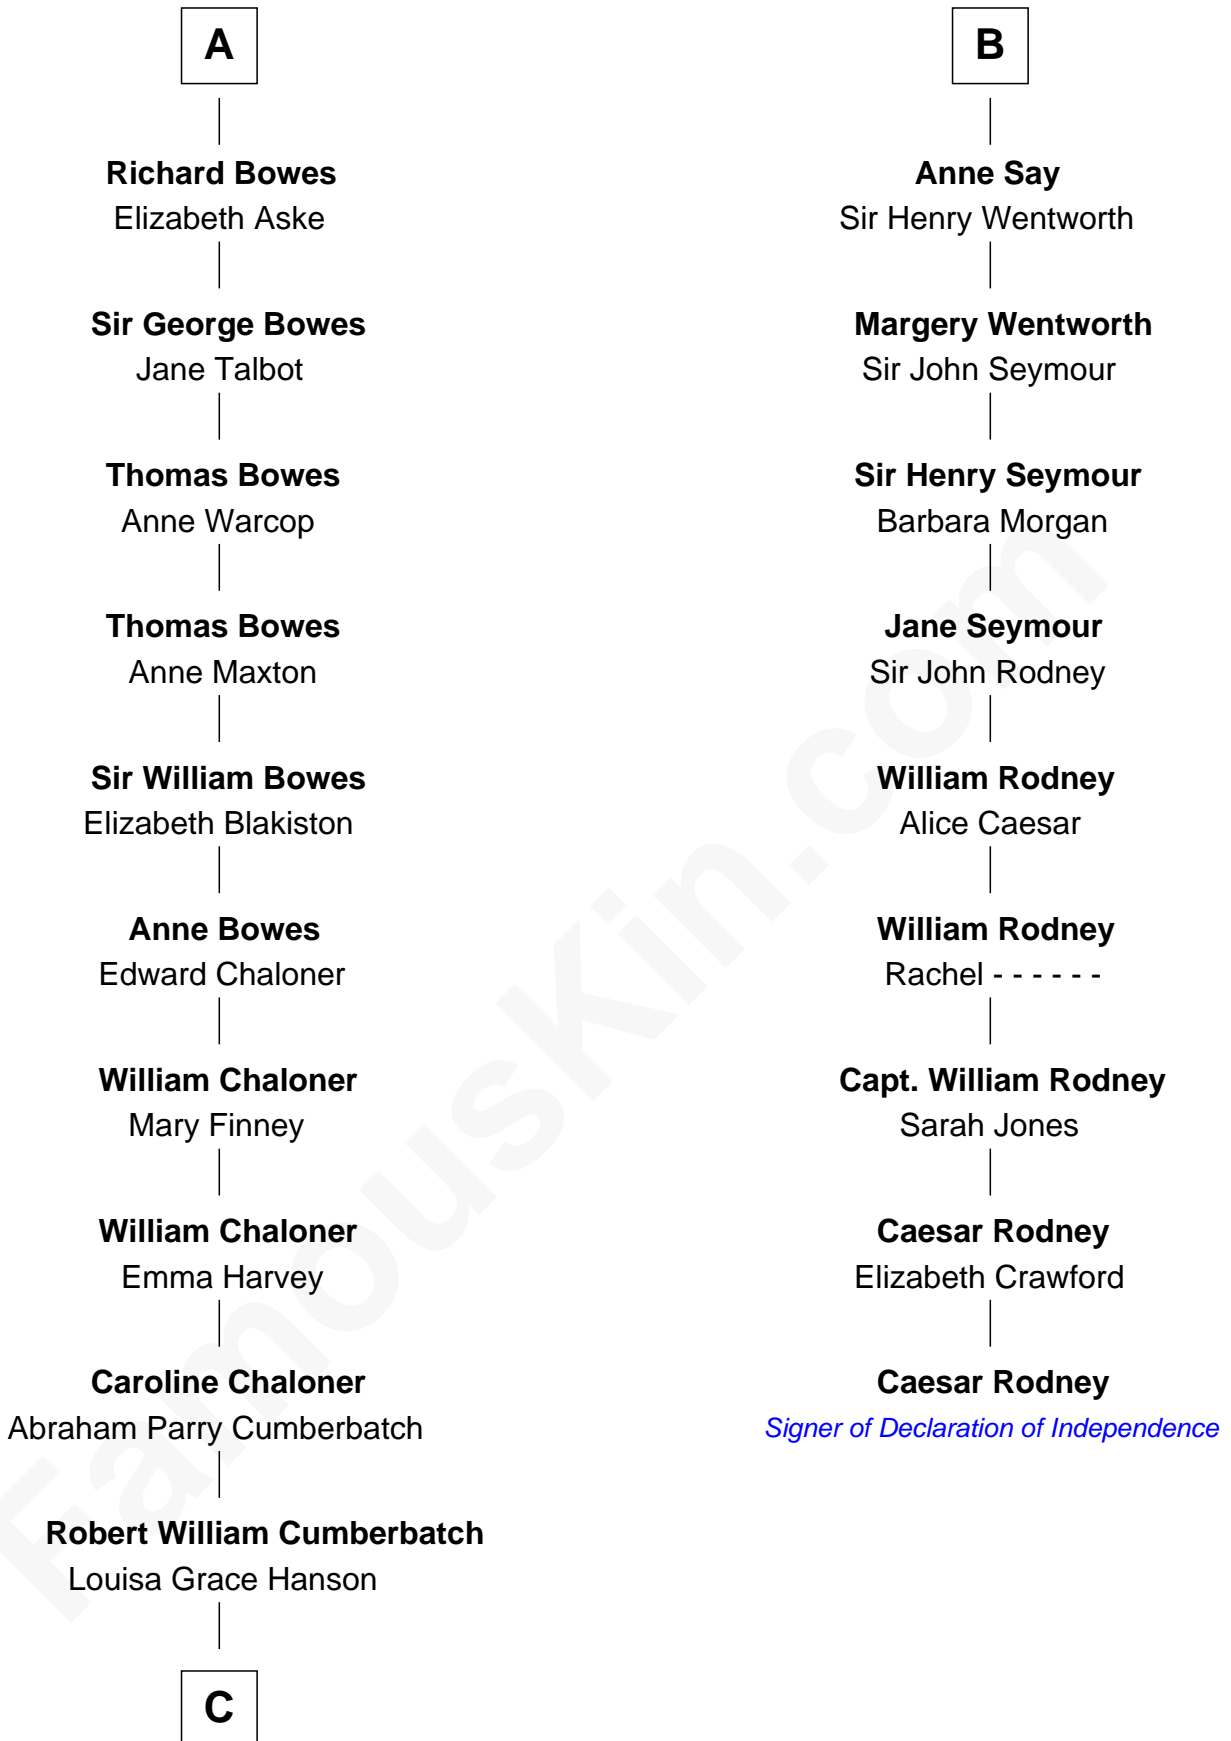 A
Richard Bowes
Elizabeth Aske
Sir George Bowes
Jane Talbot
Thomas Bowes
Anne Warcop
Thomas Bowes
Anne Maxton
Sir William Bowes
Elizabeth Blakiston
Anne Bowes
Edward Chaloner
William Chaloner
Mary Finney
William Chaloner
Emma Harvey
Caroline Chaloner
Abraham Parry Cumberbatch
Robert William Cumberbatch
Louisa Grace Hanson
C
B
Anne Say
Sir Henry Wentworth
Margery Wentworth
Sir John Seymour
Sir Henry Seymour
Barbara Morgan
Jane Seymour
Sir John Rodney
William Rodney
Alice Caesar
William Rodney
Rachel - - - - - -
Capt. William Rodney
Sarah Jones
Caesar Rodney
Elizabeth Crawford
Caesar Rodney
Signer of Declaration of Independence
FamousKin.com